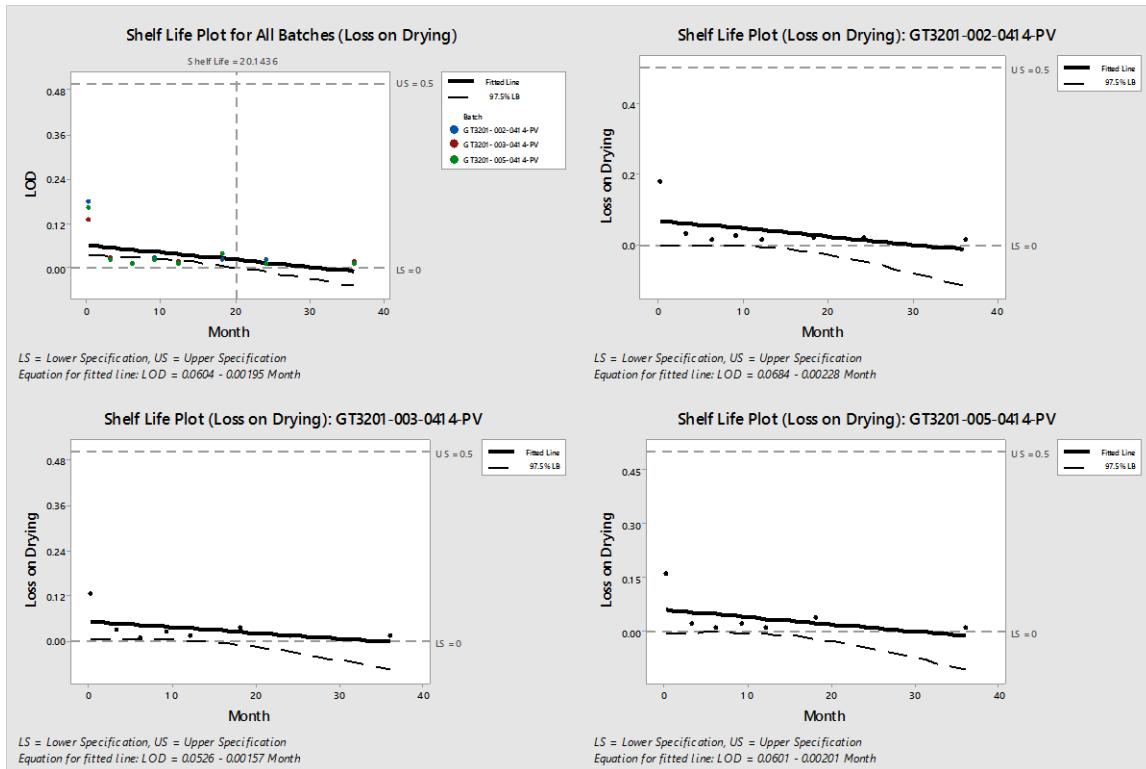 Shelf Life Plot for All Batches (Loss on Drying)
Shelf Life = 20.1436
US = 0.5
0.48
0.36
0.24
0.12
0.00
LOD
LS = 0
0 10 20 30 40
Month
Fitted Line
97.5% LB
Batch
GT3201-002-0414-PV
GT3201-003-0414-PV
GT3201-005-0414-PV
LS = Lower Specification, US = Upper Specification
Equation for fitted line: LOD = 0.0604 - 0.00195 Month
Shelf Life Plot (Loss on Drying): GT3201-002-0414-PV
US = 0.5
0.4
0.2
0.0
Loss on Drying
LS = 0
0 10 20 30 40
Month
Fitted Line
97.5% LB
LS = Lower Specification, US = Upper Specification
Equation for fitted line: LOD = 0.0684 - 0.00228 Month
Shelf Life Plot (Loss on Drying): GT3201-003-0414-PV
US = 0.5
0.48
0.36
0.24
0.12
0.00
Loss on Drying
LS = 0
0 10 20 30 40
Month
Fitted Line
97.5% LB
LS = Lower Specification, US = Upper Specification
Equation for fitted line: LOD = 0.0526 - 0.00157 Month
Shelf Life Plot (Loss on Drying): GT3201-005-0414-PV
US = 0.5
0.45
0.30
0.15
0.00
Loss on Drying
LS = 0
0 10 20 30 40
Month
Fitted Line
97.5% LB
LS = Lower Specification, US = Upper Specification
Equation for fitted line: LOD = 0.0601 - 0.00201 Month